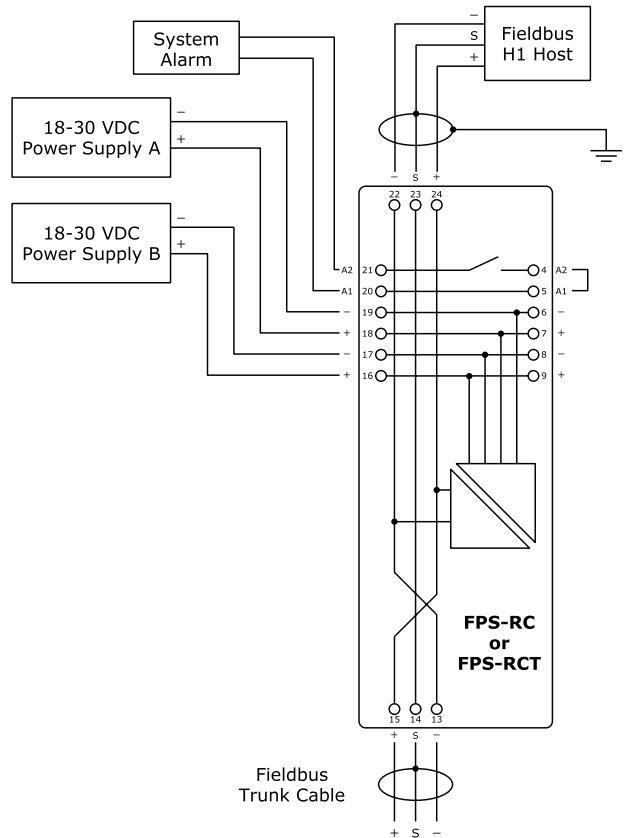 System
Alarm
−
S
+
Fieldbus
H1 Host
18-30 VDC
Power Supply A
−
+
18-30 VDC
Power Supply B
−
+
− S +
22 23 24
A2 21 4 A2
A1 20 5 A1
− 19 6 −
+ 18 7 +
− 17 8 −
+ 16 9 +
FPS-RC
or
FPS-RCT
15 14 13
+ S −
Fieldbus
Trunk Cable
+ S −